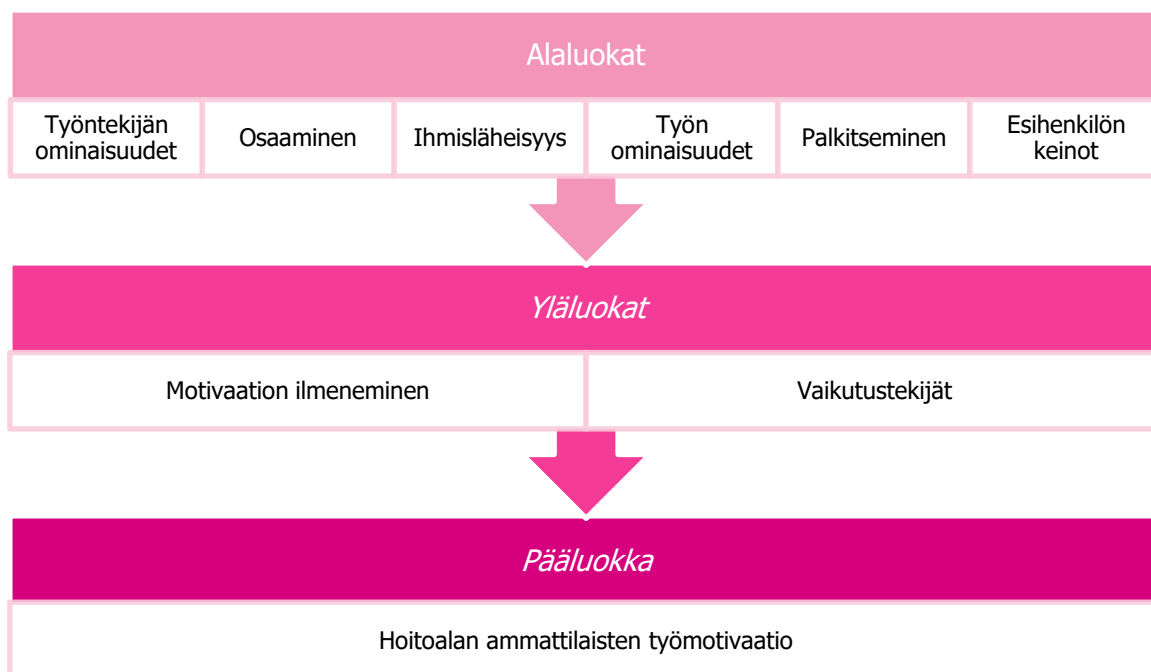 Alaluokat
Työntekijän
ominaisuudet
Osaaminen
Ihmisläheisyys
Työn
ominaisuudet
Palkitseminen
Esihenkilön
keinot
Yläluokat
Motivaation ilmeneminen
Vaikutustekijät
Pääluokka
Hoitoalan ammattilaisten työmotivaatio